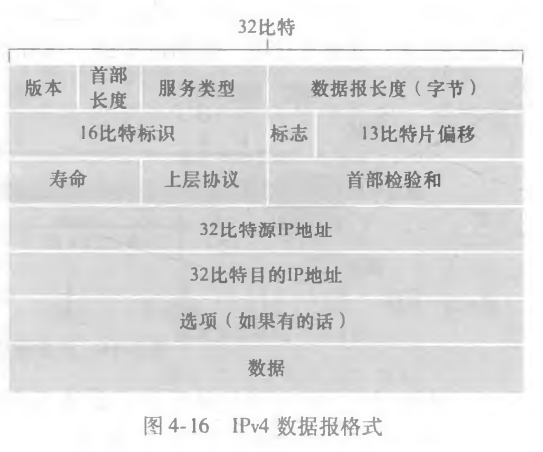 32比特
版本 首部长度 服务类型 数据报长度（字节）
16比特标识 标志 13比特片偏移
寿命 上层协议 首部检验和
32比特源IP地址
32比特目的IP地址
选项（如果有的话）
数据
图 4-16 IPv4 数据报格式